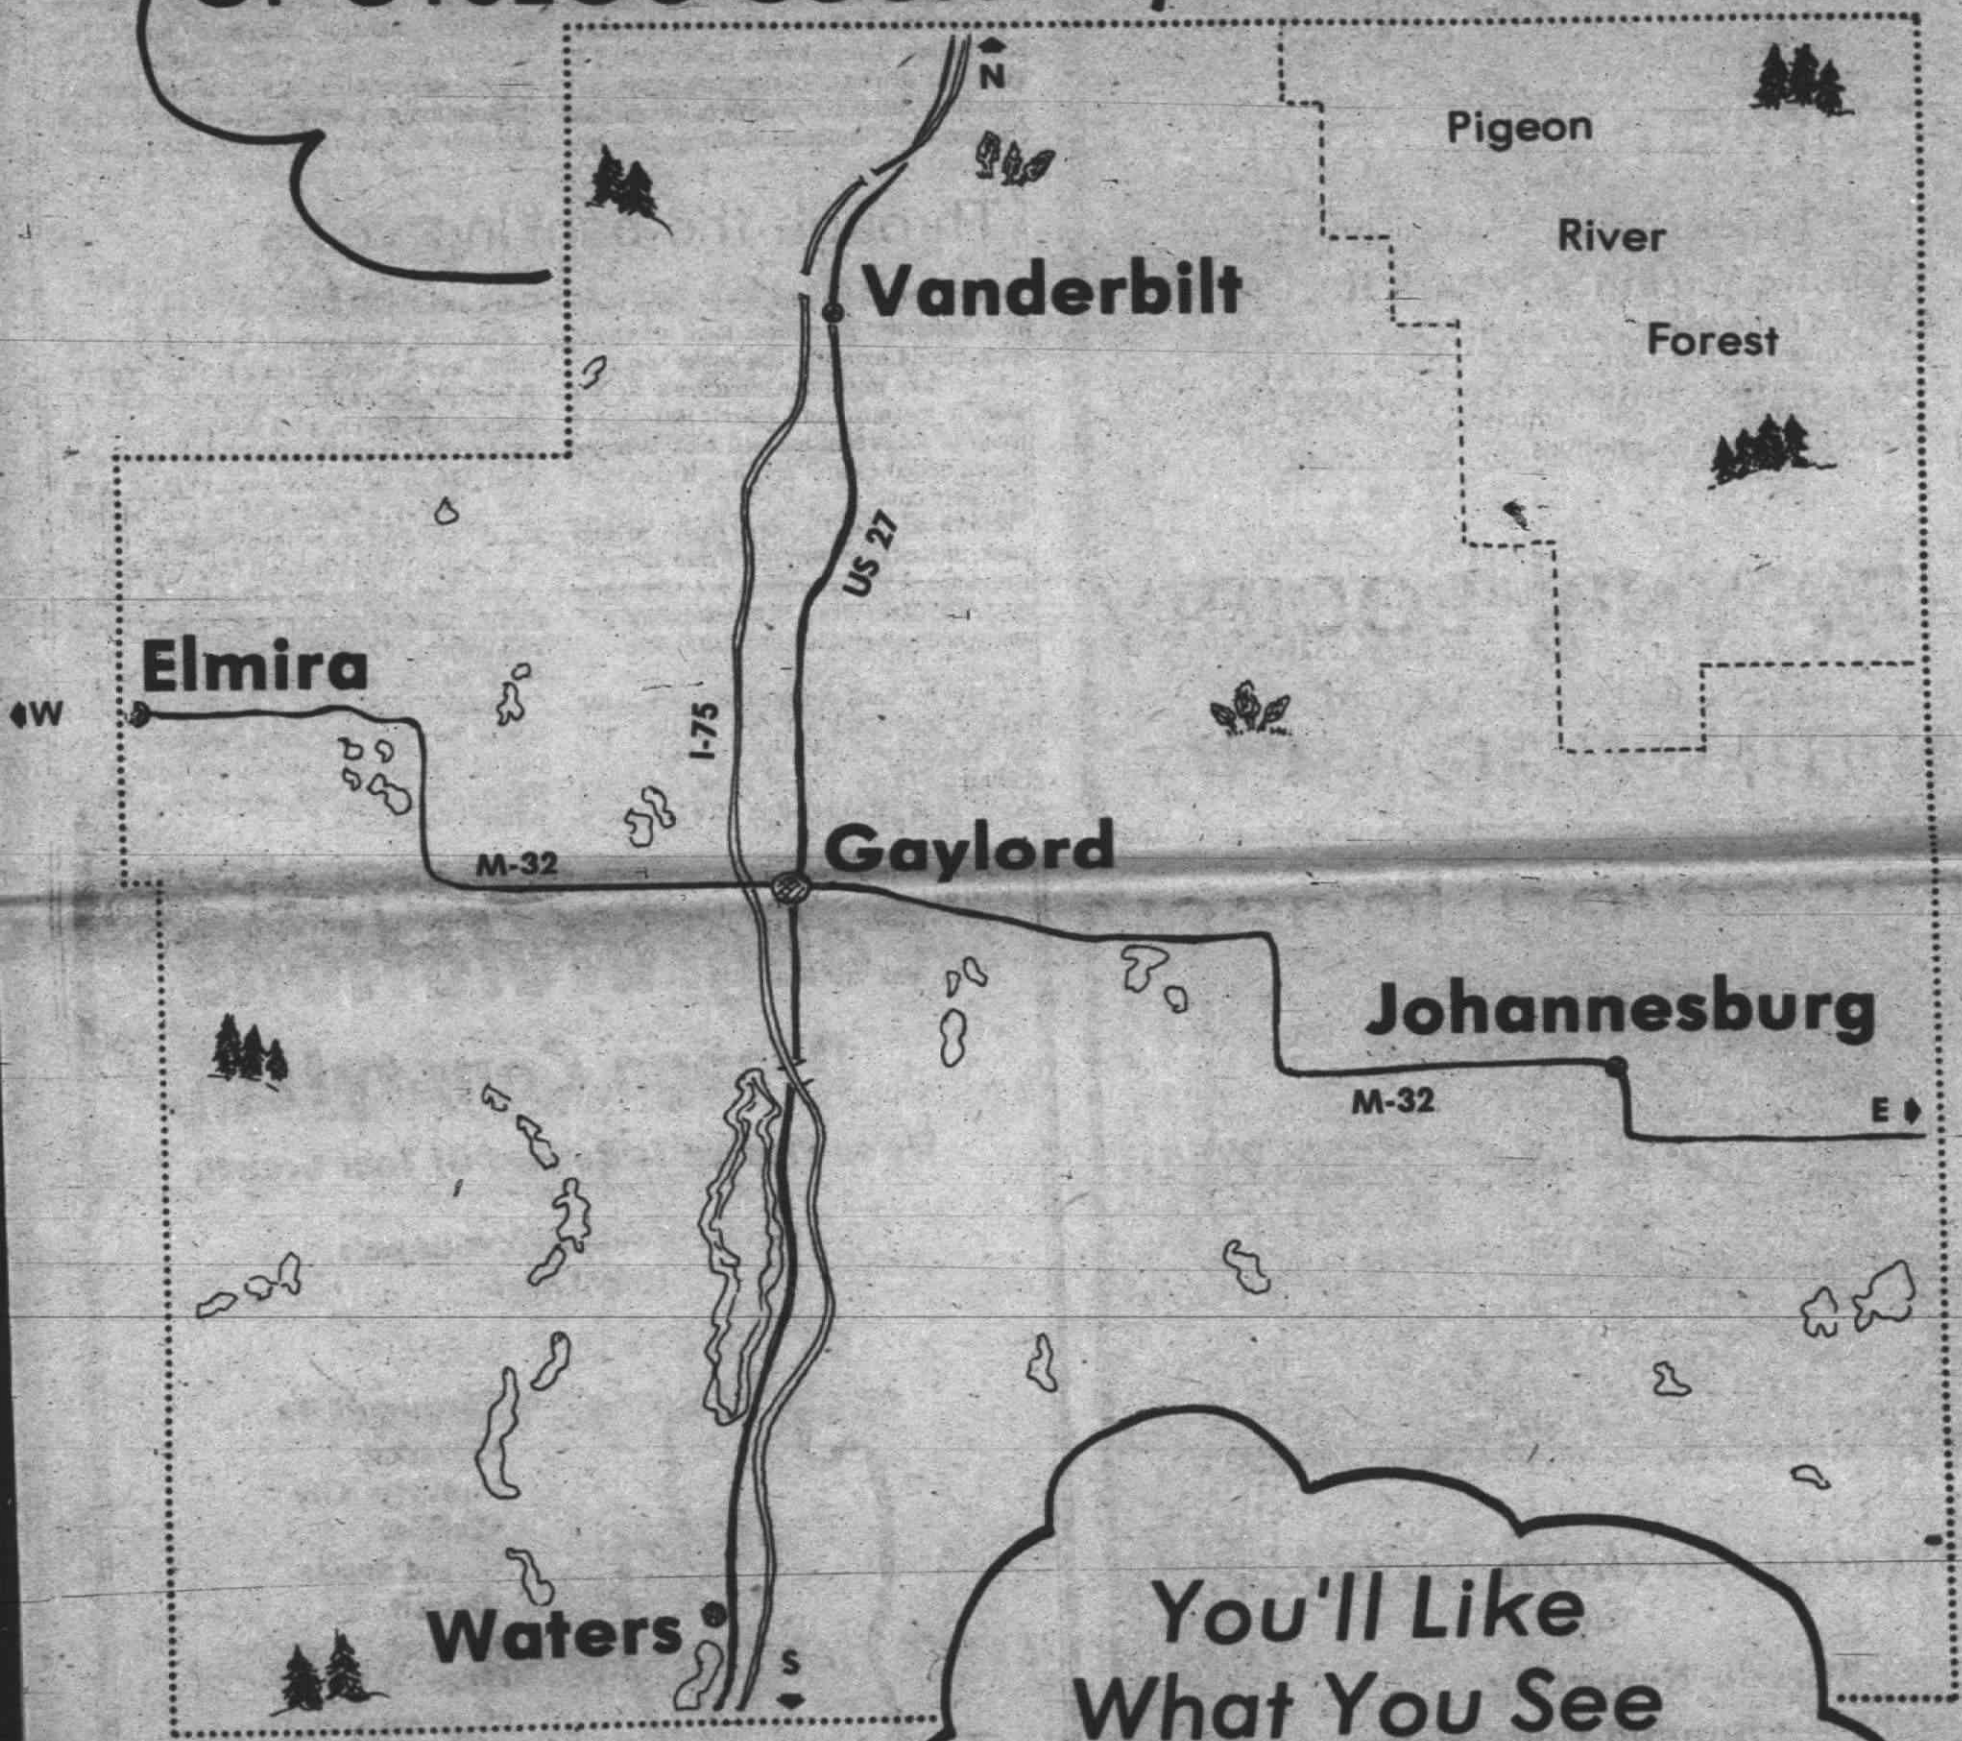 N
Pigeon
River
Forest
Vanderbilt
US 27
Elmira
W
I-75
Gaylord
M-32
Johannesburg
M-32
E
Waters
S
You'll Like
What You See